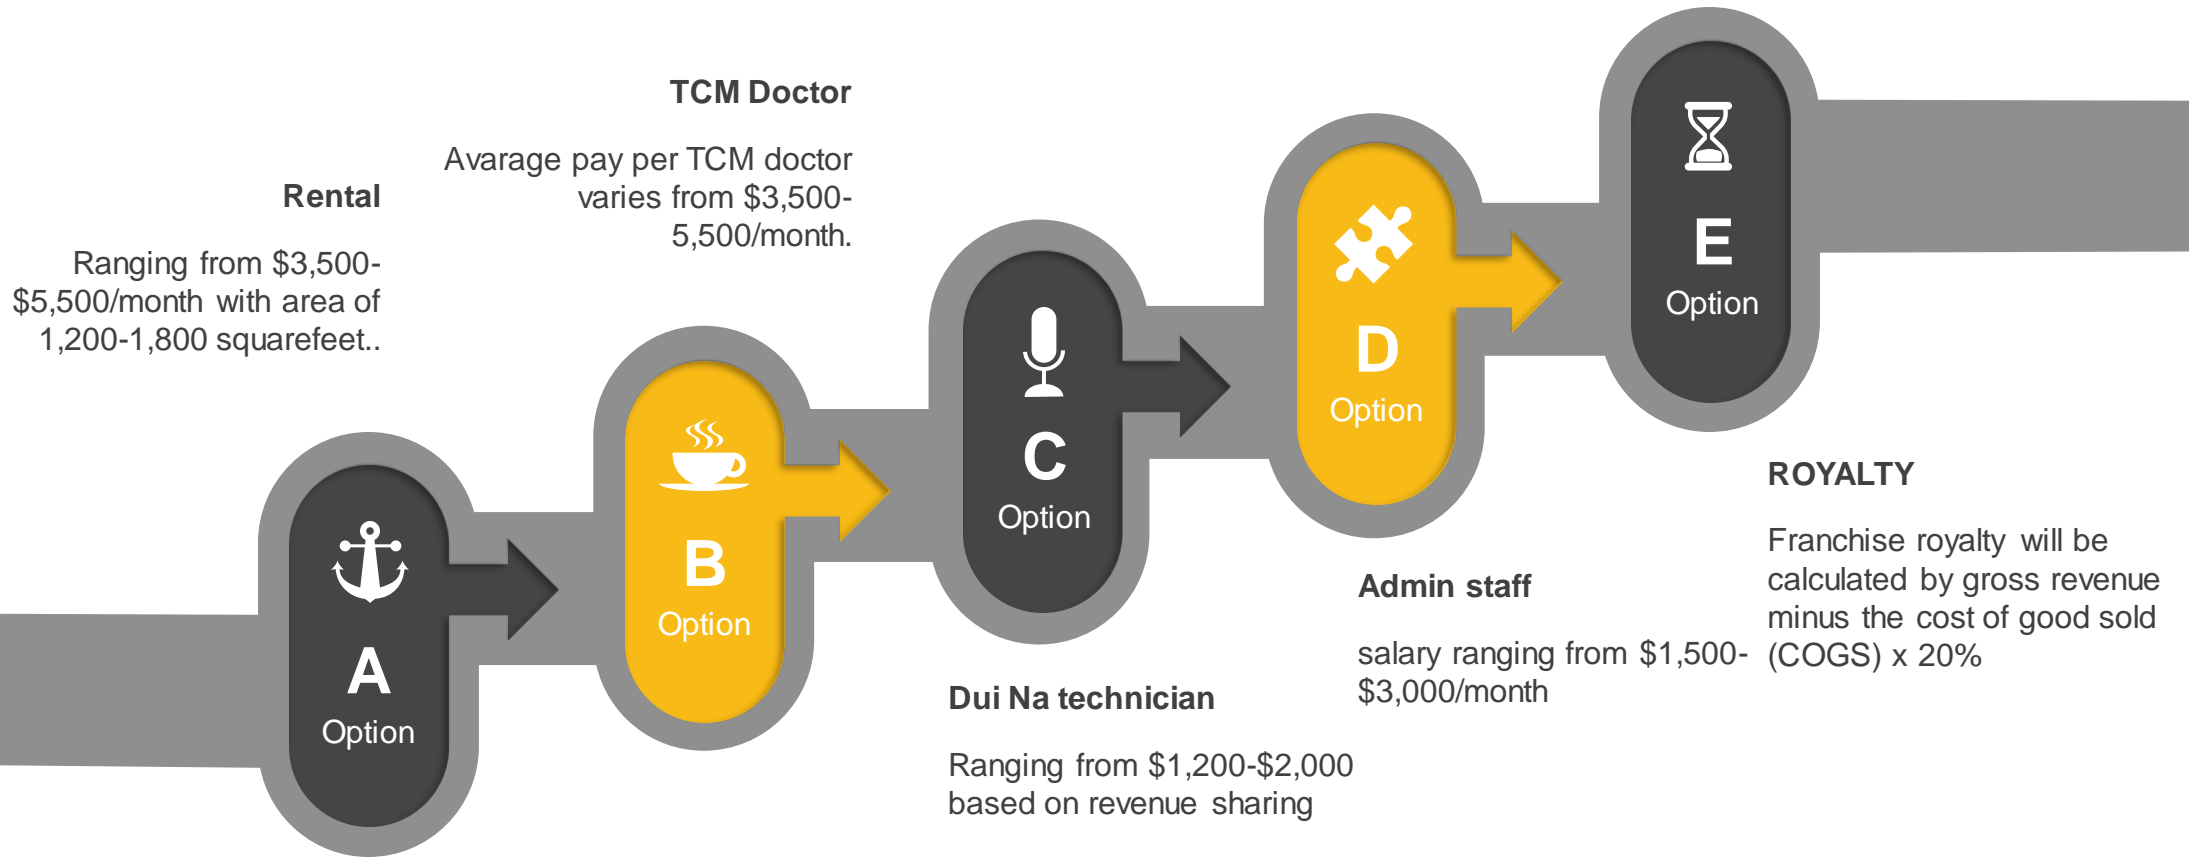 Rental
Ranging from $3,500-
$5,500/month with area of
1,200-1,800 squarefeet..
A
Option
TCM Doctor
Avarage pay per TCM doctor
varies from $3,500-
5,500/month.
B
Option
C
Option
Dui Na technician
Ranging from $1,200-$2,000
based on revenue sharing
D
Option
Admin staff
salary ranging from $1,500-
$3,000/month
E
Option
ROYALTY
Franchise royalty will be
calculated by gross revenue
minus the cost of good sold
(COGS) x 20%